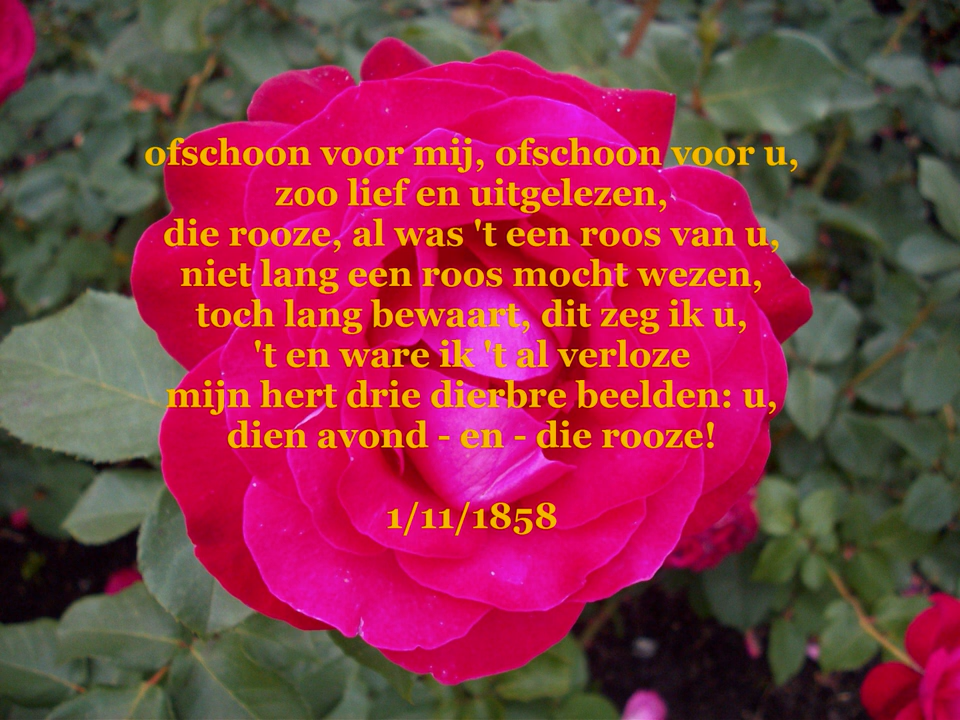 ofschoon voor mij, ofschoon voor u,
zoo lief en uitgelezen,
die rooze, al was 't een roos van u,
niet lang een roos mocht wezen,
toch lang bewaart, dit zeg ik u,
't en ware ik 't al verloze
mijn hert drie dierbre beelden: u,
dien avond - en - die rooze!
1/11/1858